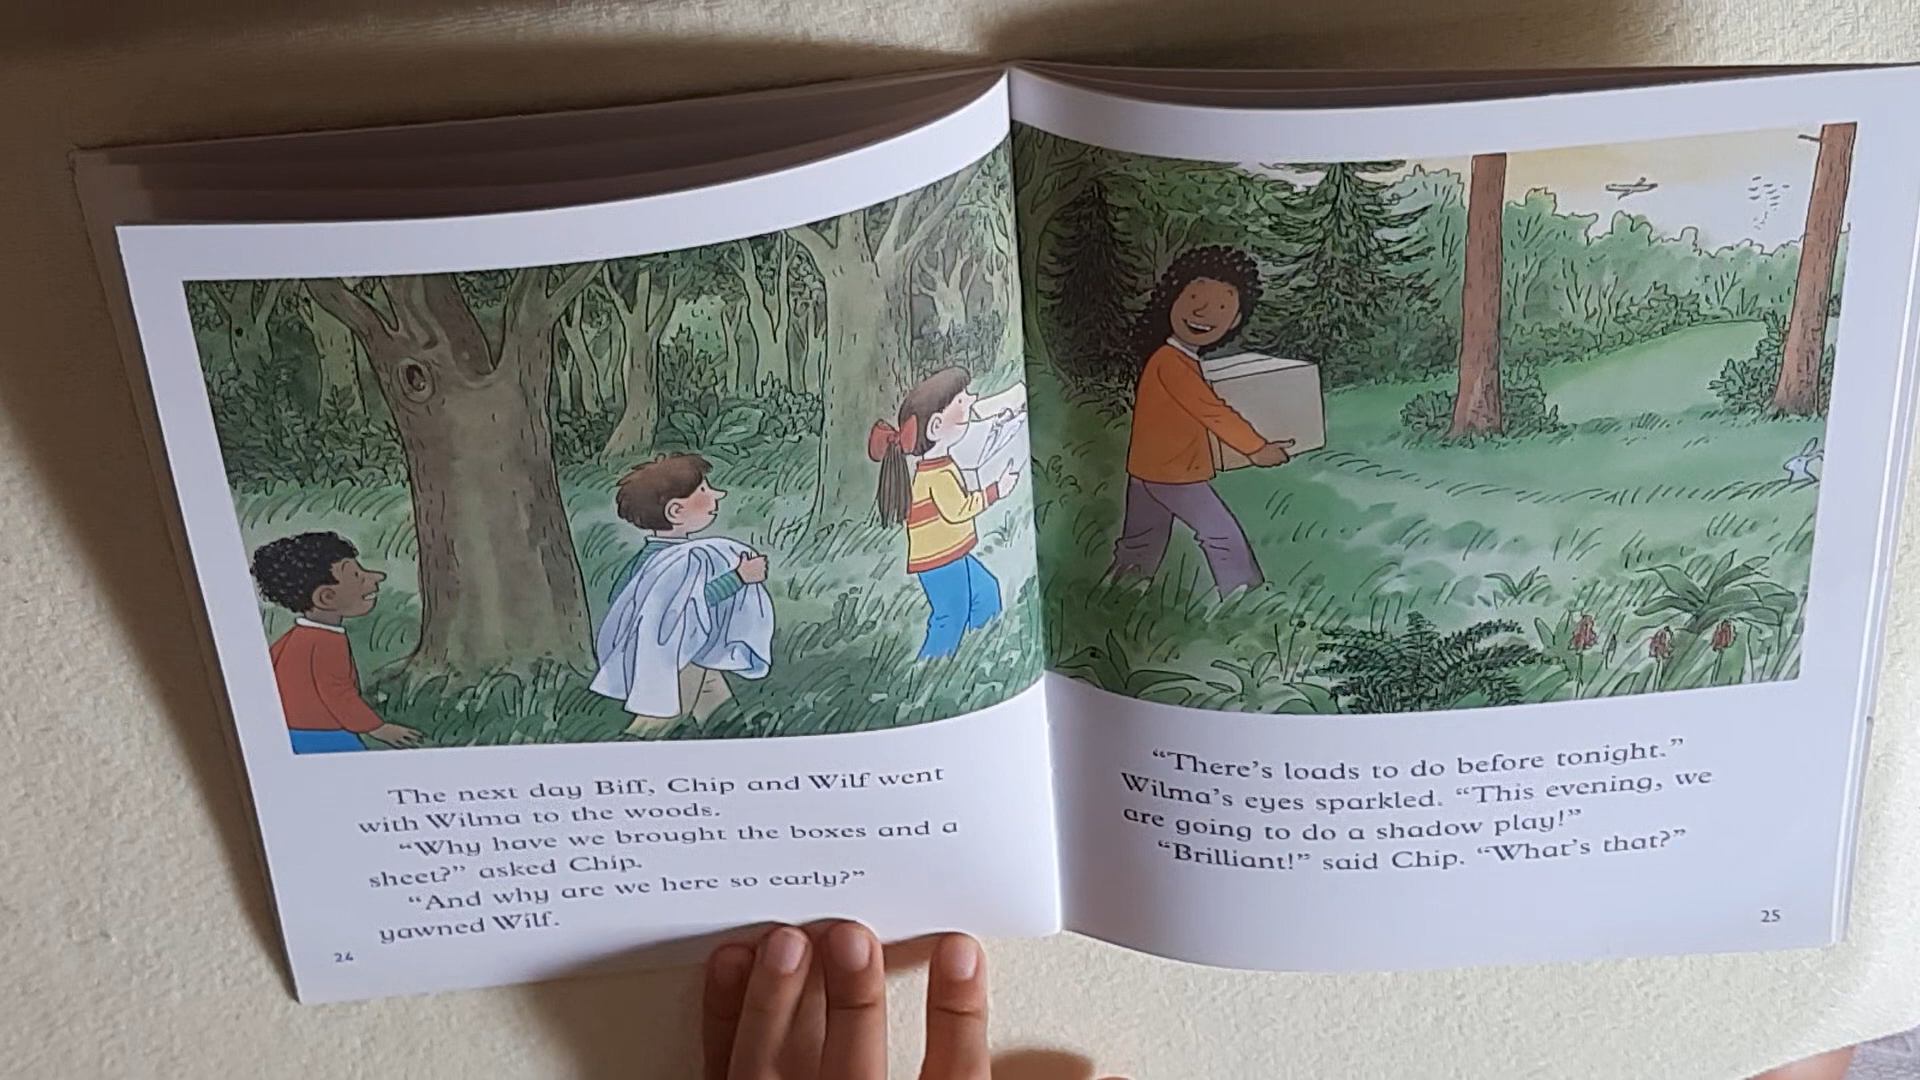 The next day Biff, Chip and Wilf went
with Wilma to the woods.
“Why have we brought the boxes and a
sheet?” asked Chip.
“And why are we here so early?”
yawned Wilf.
24
“There’s loads to do before tonight.”
Wilma’s eyes sparkled. “This evening, we
are going to do a shadow play!”
“Brilliant!” said Chip. “What’s that?”
25